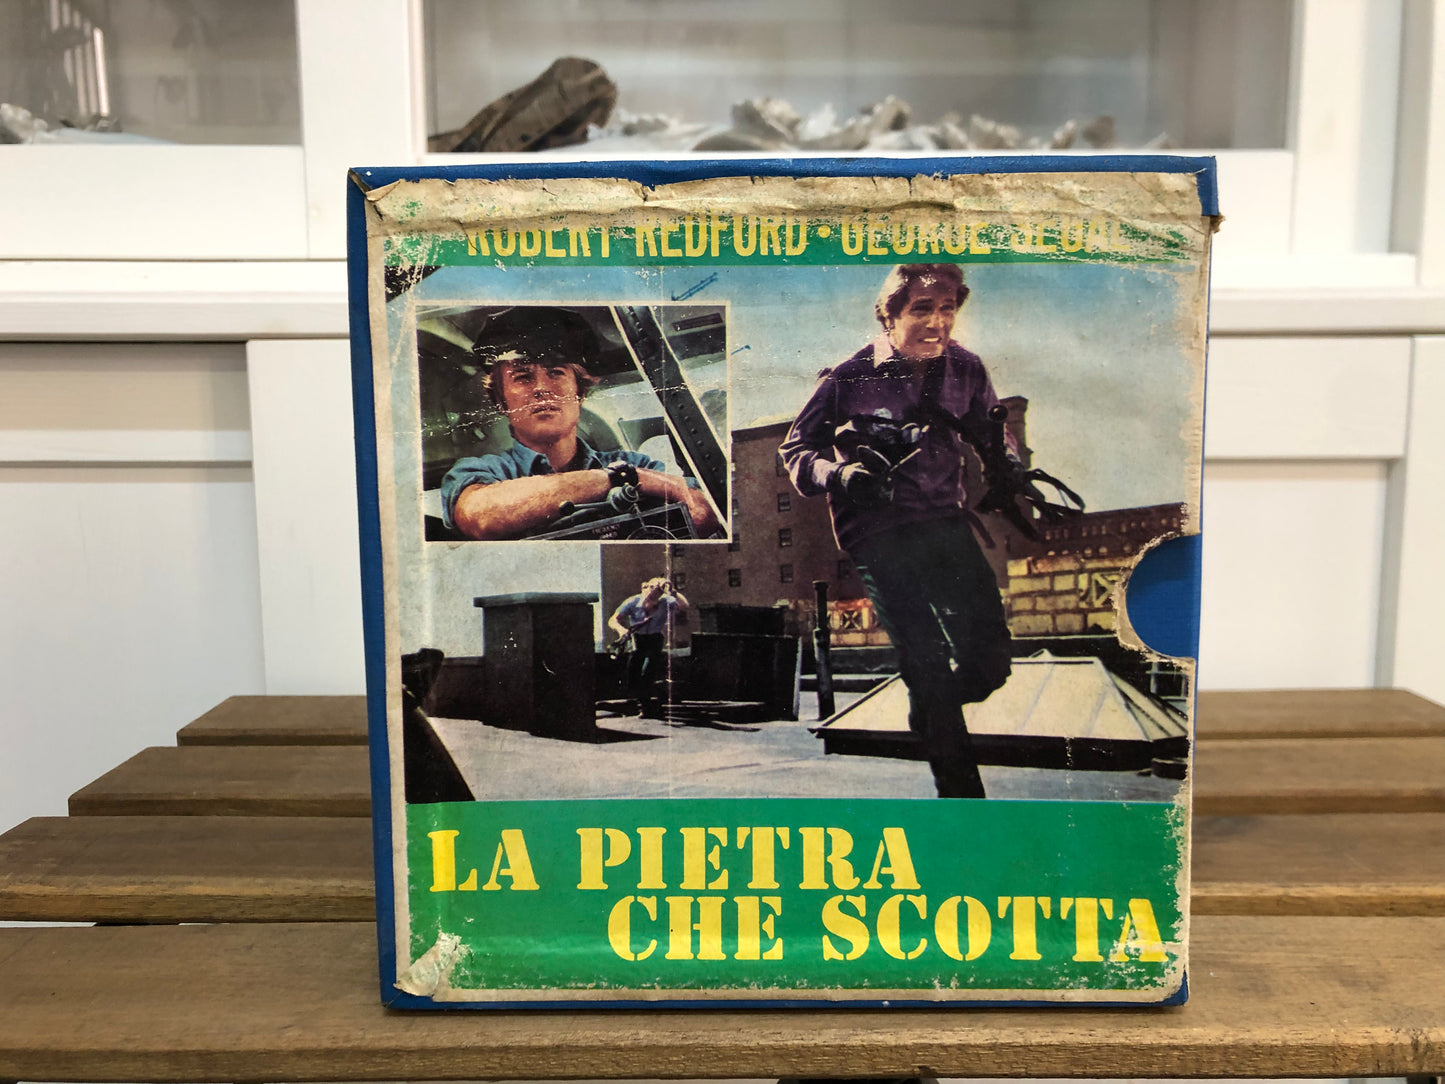 ROBERT REDFORD • GEORGE SEGAL
LA PIETRA
CHE SCOTTA